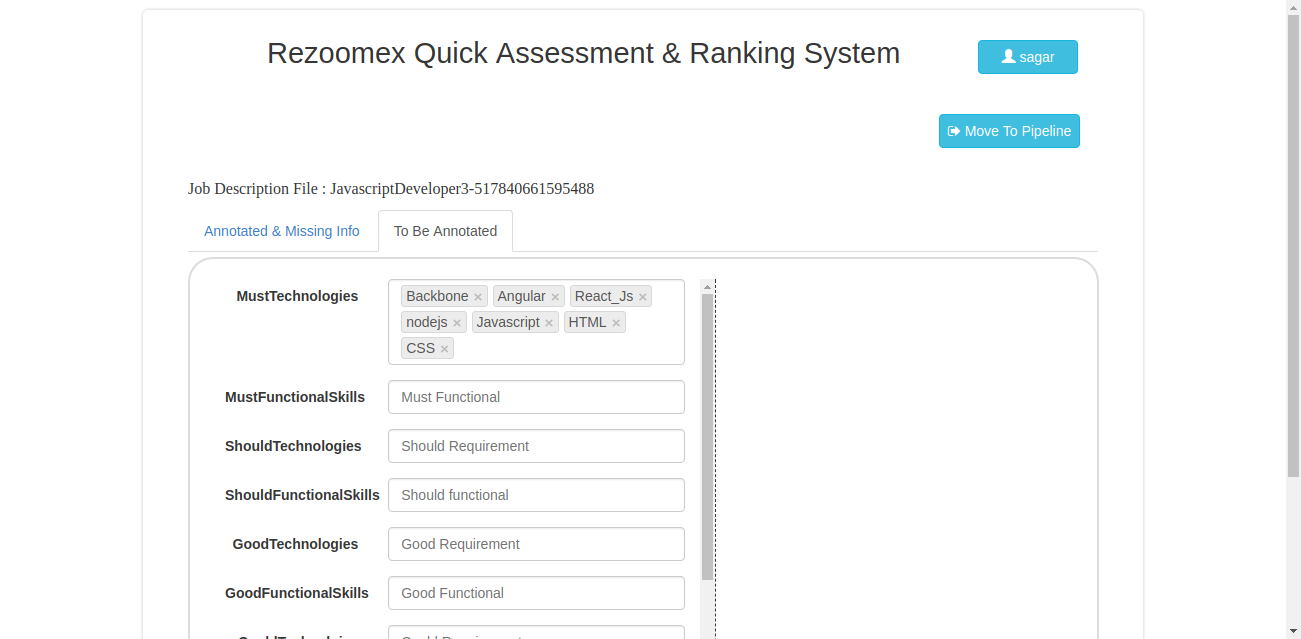 Rezoomex Quick Assessment & Ranking System
sagar
Move To Pipeline
Job Description File : JavascriptDeveloper3-517840661595488
Annotated & Missing Info
To Be Annotated
MustTechnologies
Backbone × Angular × React_Js ×
nodejs × Javascript × HTML ×
CSS ×
MustFunctionalSkills
Must Functional
ShouldTechnologies
Should Requirement
ShouldFunctionalSkills
Should functional
GoodTechnologies
Good Requirement
GoodFunctionalSkills
Good Functional